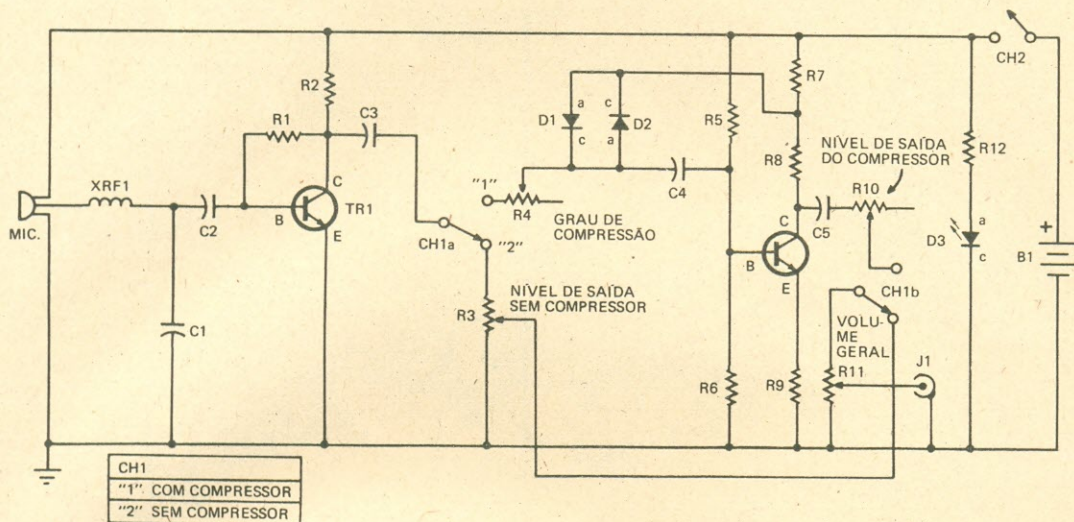 CH2
R2
R7
R1
C3
D1
a
c
c
a
D2
R5
R8
NÍVEL DE SAÍDA
DO COMPRESSOR
R12
XRF1
"1"
R4
C4
R10
MIC.
C2
B
C
E
TR1
GRAU DE
COMPRESSÃO
C
B
E
C5
D3
a
c
+
B1
CH1a
"2"
NÍVEL DE SAÍDA
SEM COMPRESSOR
CH1b
C1
R3
VOLU-
ME
GERAL
J1
R6
R9
R11
CH1
"1" COM COMPRESSOR
"2" SEM COMPRESSOR